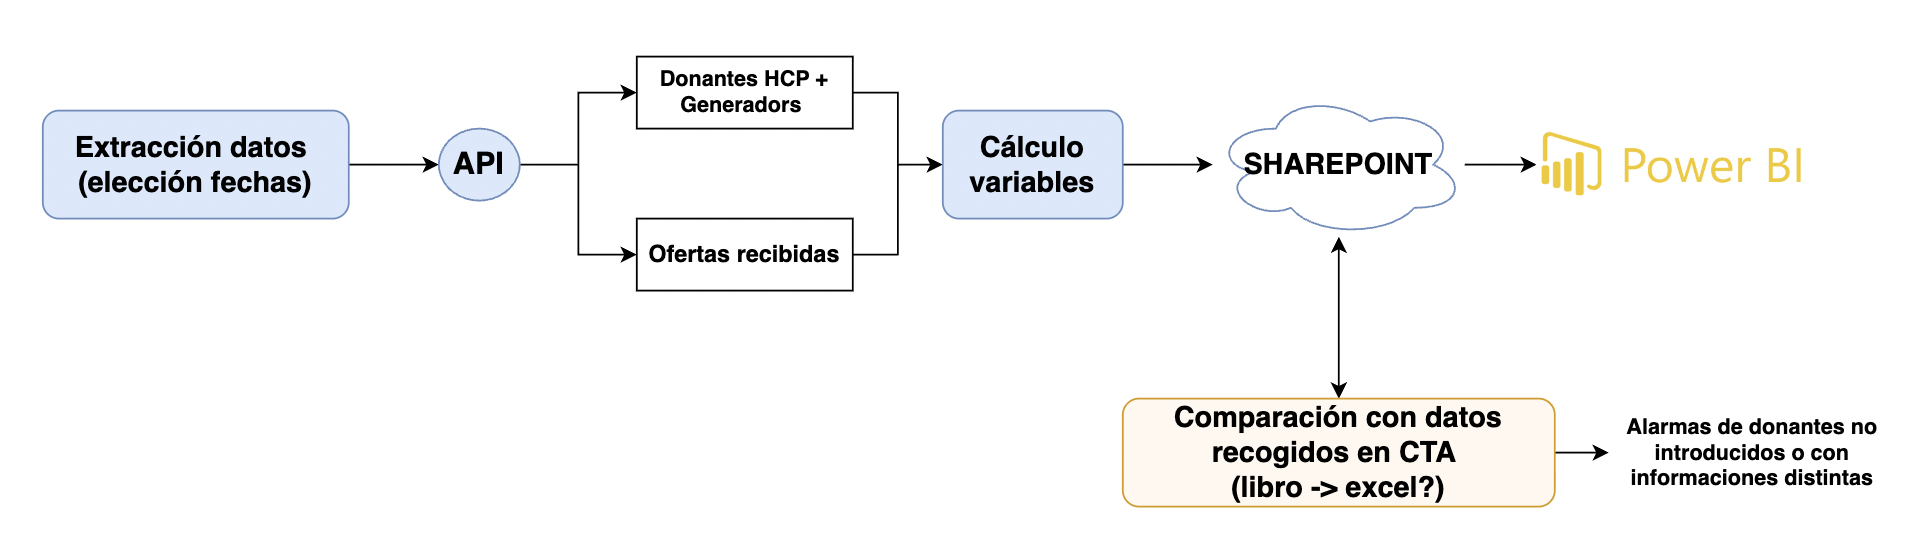 Extracción datos
(elección fechas)
API
Donantes HCP +
Generadors
Ofertas recibidas
Cálculo
variables
SHAREPOINT
Power BI
Comparación con datos
recogidos en CTA
(libro -> excel?)
Alarmas de donantes no
introducidos o con
informaciones distintas